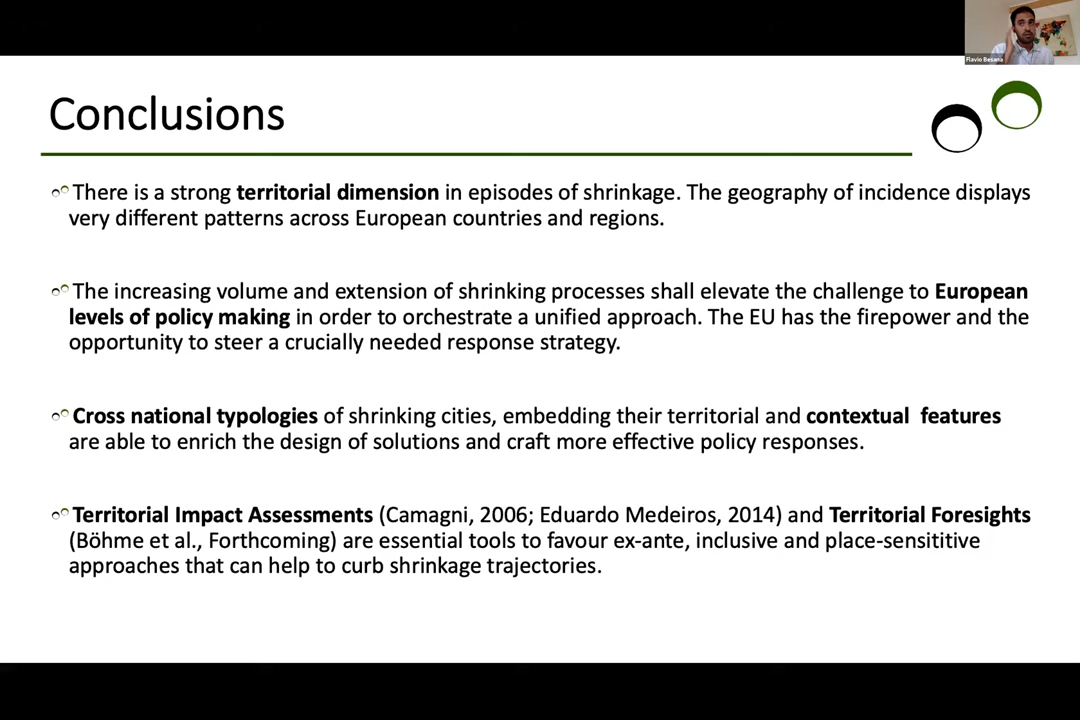 Flavio Besana
Conclusions
There is a strong territorial dimension in episodes of shrinkage. The geography of incidence displays
very different patterns across European countries and regions.
The increasing volume and extension of shrinking processes shall elevate the challenge to European
levels of policy making in order to orchestrate a unified approach. The EU has the firepower and the
opportunity to steer a crucially needed response strategy.
Cross national typologies of shrinking cities, embedding their territorial and contextual features
are able to enrich the design of solutions and craft more effective policy responses.
Territorial Impact Assessments (Camagni, 2006; Eduardo Medeiros, 2014) and Territorial Foresights
(Böhme et al., Forthcoming) are essential tools to favour ex-ante, inclusive and place-sensititive
approaches that can help to curb shrinkage trajectories.